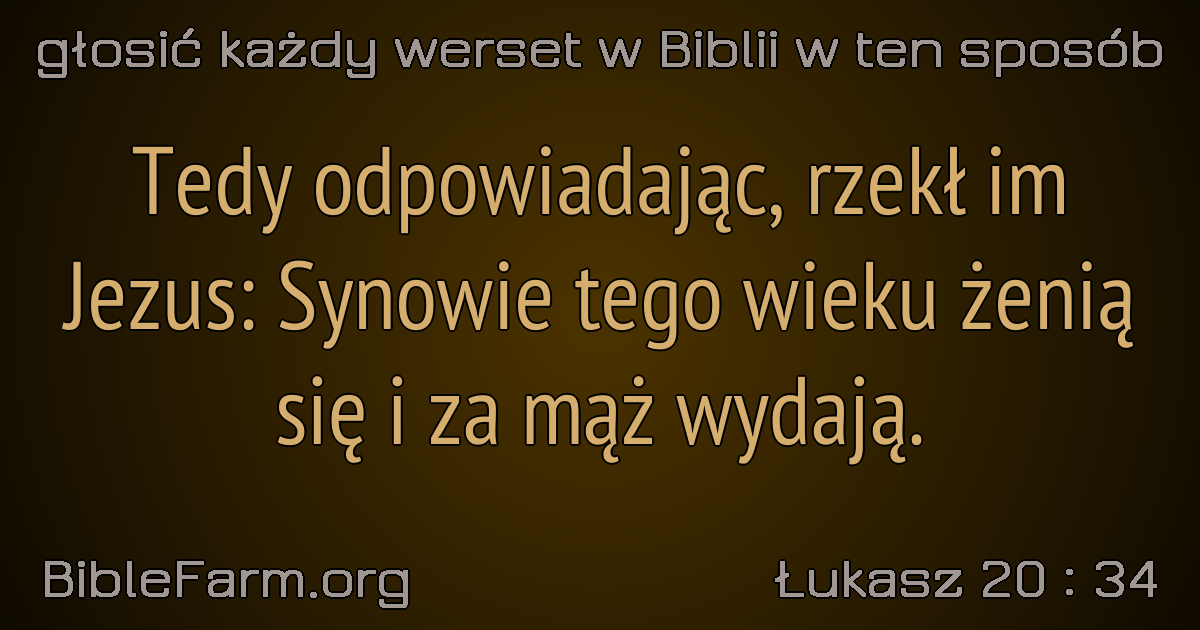 głosić każdy werset w Biblii w ten sposób
Tedy odpowiadając, rzekł im
Jezus: Synowie tego wieku żenią
się i za mąż wydają.
BibleFarm.org
Łukasz 20 : 34